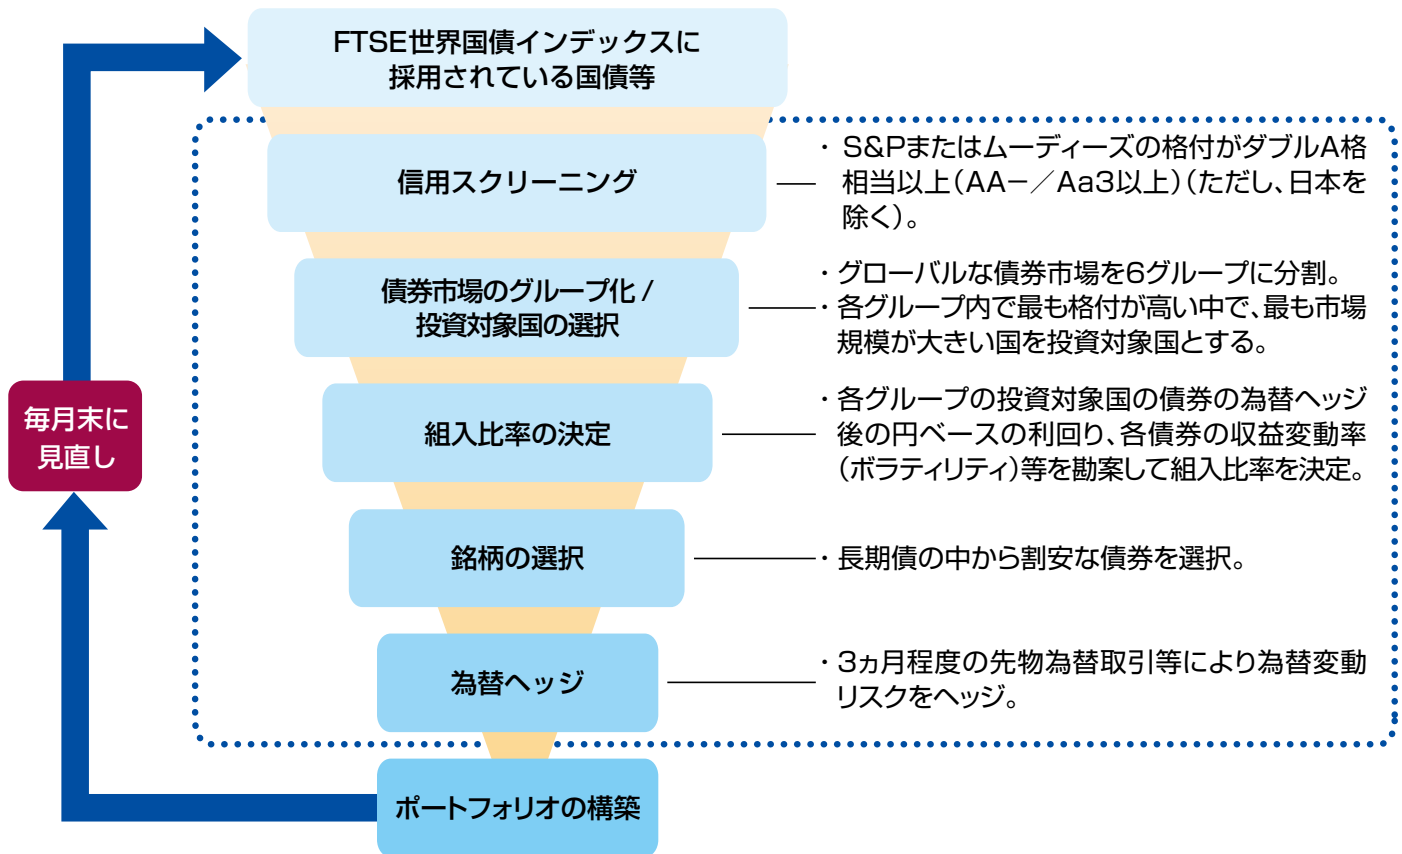 FTSE世界国債インデックスに
採用されている国債等
信用スクリーニング
・S&Pまたはムーディーズの格付がダブルA格
相当以上(AA−／Aa3以上)(ただし、日本を
除く)。
債券市場のグループ化 /
投資対象国の選択
・グローバルな債券市場を6グループに分割。
・各グループ内で最も格付が高い中で、最も市場
規模が大きい国を投資対象国とする。
組入比率の決定
・各グループの投資対象国の債券の為替ヘッジ
後の円ベースの利回り、各債券の収益変動率
(ボラティリティ)等を勘案して組入比率を決定。
銘柄の選択
・長期債の中から割安な債券を選択。
為替ヘッジ
・3ヵ月程度の先物為替取引等により為替変動
リスクをヘッジ。
ポートフォリオの構築
毎月末に
見直し